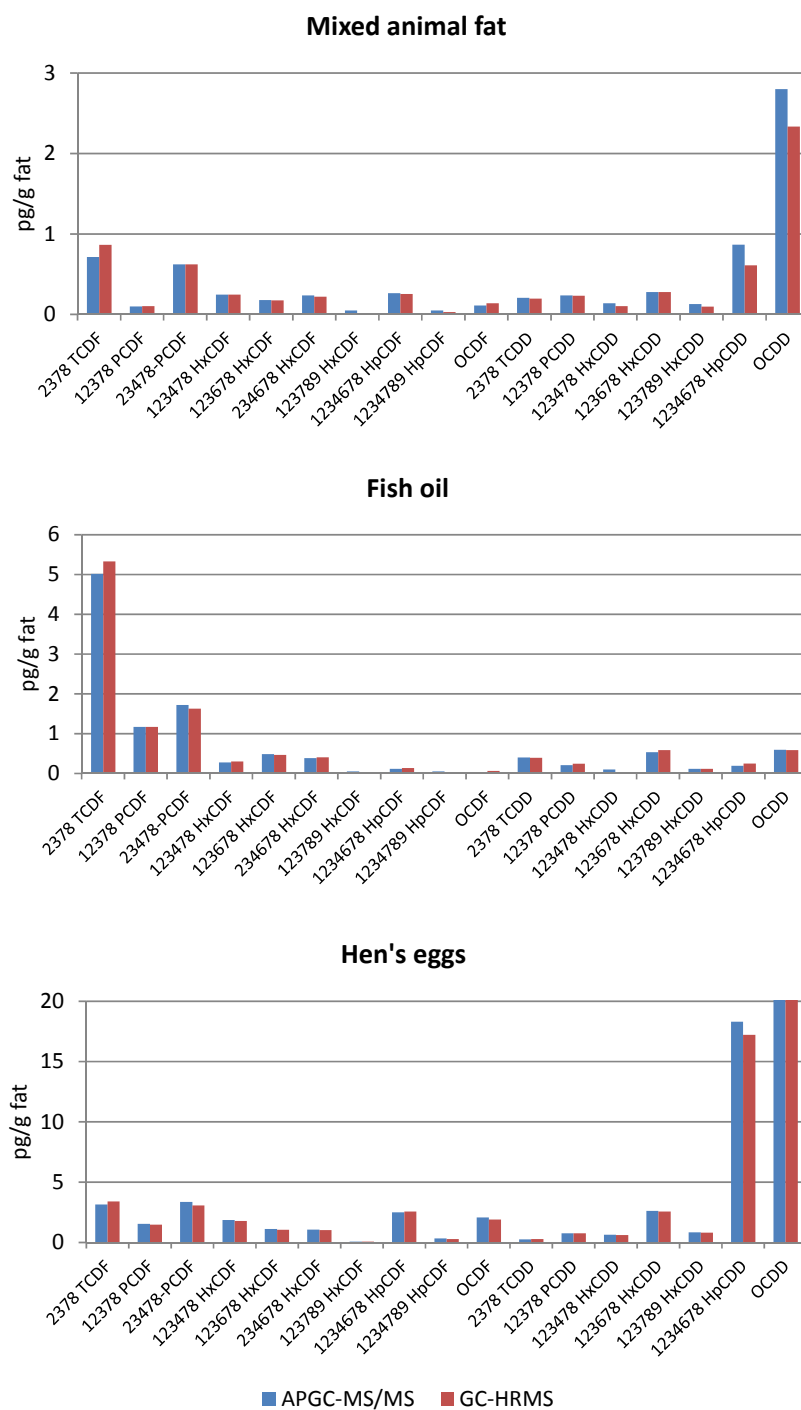 Mixed animal fat
pg/g fat
3
2
1
0
2378 TCDF
12378 PCDF
23478-PCDF
123478 HxCDF
123678 HxCDF
234678 HxCDF
123789 HxCDF
1234678 HpCDF
1234789 HpCDF
OCDF
2378 TCDD
12378 PCDD
123478 HxCDD
123678 HxCDD
123789 HxCDD
1234678 HpCDD
OCDD
Fish oil
pg/g fat
6
5
4
3
2
1
0
2378 TCDF
12378 PCDF
23478-PCDF
123478 HxCDF
123678 HxCDF
234678 HxCDF
123789 HxCDF
1234678 HpCDF
1234789 HpCDF
OCDF
2378 TCDD
12378 PCDD
123478 HxCDD
123678 HxCDD
123789 HxCDD
1234678 HpCDD
OCDD
Hen's eggs
pg/g fat
20
15
10
5
0
2378 TCDF
12378 PCDF
23478-PCDF
123478 HxCDF
123678 HxCDF
234678 HxCDF
123789 HxCDF
1234678 HpCDF
1234789 HpCDF
OCDF
2378 TCDD
12378 PCDD
123478 HxCDD
123678 HxCDD
123789 HxCDD
1234678 HpCDD
OCDD
APGC-MS/MS GC-HRMS